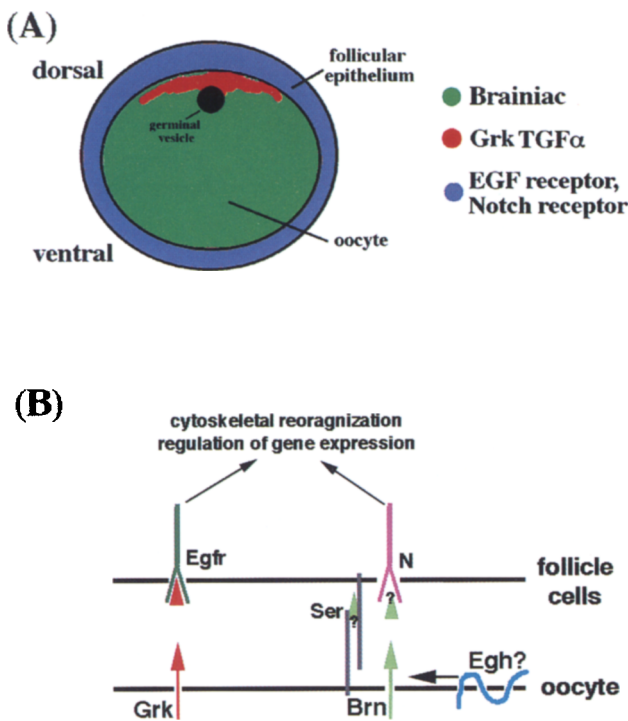 (A)
dorsal
follicular
epithelium
germinal
vesicle
Brainiac
Grk TGFα
EGF receptor,
Notch receptor
ventral
oocyte
(B)
cytoskeletal reoragnization
regulation of gene expression
Egfr
N
follicle
cells
?
Ser
?
Egh?
Grk
Brn
oocyte